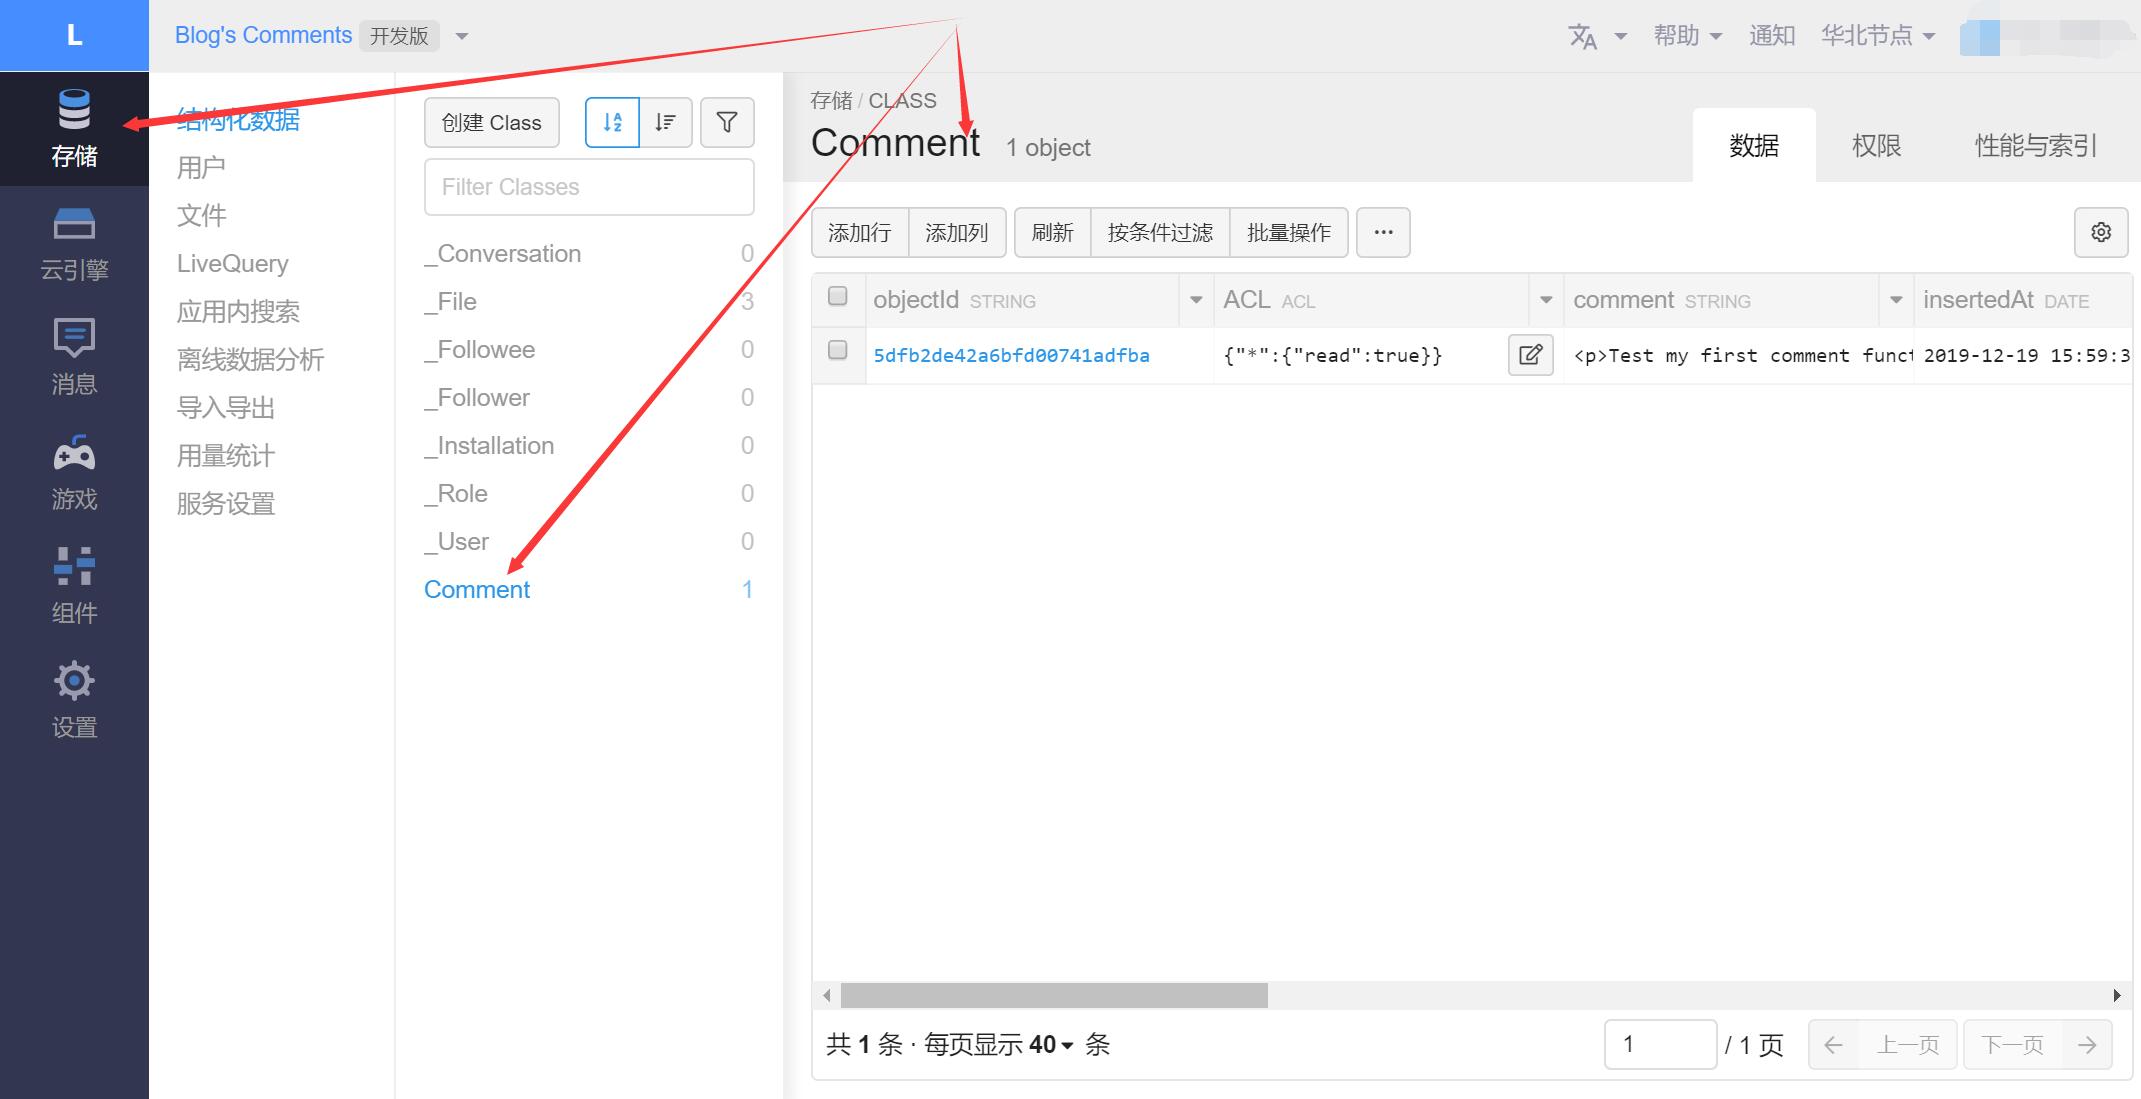 L
Blog's Comments 开发版
帮助
通知
华北节点
存储
云引擎
消息
游戏
组件
设置
结构化数据
用户
文件
LiveQuery
应用内搜索
离线数据分析
导入导出
用量统计
服务设置
创建 Class
Filter Classes
_Conversation 0
_File 3
_Followee 0
_Follower 0
_Installation 0
_Role 0
_User 0
Comment 1
存储 / CLASS
Comment 1 object
数据 权限 性能与索引
添加行 添加列 刷新 按条件过滤 批量操作 ...
objectId STRING ACL ACL comment STRING insertedAt DATE
5dfb2de42a6bfd00741adfba {"*":{"read":true}} <p>Test my first comment funct 2019-12-19 15:59:3
共 1 条 · 每页显示 40 条
1 / 1 页 上一页 下一页